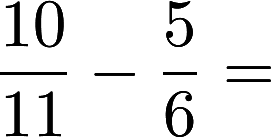 10/11 − 5/6 =